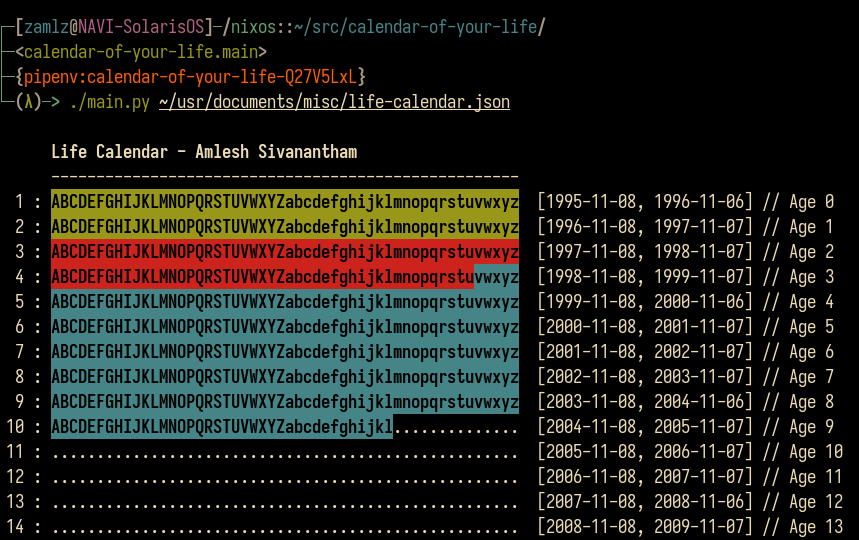 ┌─[zamlz@NAVI-SolarisOS]─/nixos::~/src/calendar-of-your-life/
├─<calendar-of-your-life.main>
├─{pipenv:calendar-of-your-life-Q27V5LxL}
└─(λ)─> ./main.py ~/usr/documents/misc/life-calendar.json
Life Calendar - Amlesh Sivanantham
----------------------------------------------------
1 : ABCDEFGHIJKLMNOPQRSTUVWXYZabcdefghijklmnopqrstuvwxyz [1995-11-08, 1996-11-06] // Age 0
2 : ABCDEFGHIJKLMNOPQRSTUVWXYZabcdefghijklmnopqrstuvwxyz [1996-11-08, 1997-11-07] // Age 1
3 : ABCDEFGHIJKLMNOPQRSTUVWXYZabcdefghijklmnopqrstuvwxyz [1997-11-08, 1998-11-07] // Age 2
4 : ABCDEFGHIJKLMNOPQRSTUVWXYZabcdefghijklmnopqrstuvwxyz [1998-11-08, 1999-11-07] // Age 3
5 : ABCDEFGHIJKLMNOPQRSTUVWXYZabcdefghijklmnopqrstuvwxyz [1999-11-08, 2000-11-06] // Age 4
6 : ABCDEFGHIJKLMNOPQRSTUVWXYZabcdefghijklmnopqrstuvwxyz [2000-11-08, 2001-11-07] // Age 5
7 : ABCDEFGHIJKLMNOPQRSTUVWXYZabcdefghijklmnopqrstuvwxyz [2001-11-08, 2002-11-07] // Age 6
8 : ABCDEFGHIJKLMNOPQRSTUVWXYZabcdefghijklmnopqrstuvwxyz [2002-11-08, 2003-11-07] // Age 7
9 : ABCDEFGHIJKLMNOPQRSTUVWXYZabcdefghijklmnopqrstuvwxyz [2003-11-08, 2004-11-06] // Age 8
10 : ABCDEFGHIJKLMNOPQRSTUVWXYZabcdefghijkl.............. [2004-11-08, 2005-11-07] // Age 9
11 : .................................................... [2005-11-08, 2006-11-07] // Age 10
12 : .................................................... [2006-11-08, 2007-11-07] // Age 11
13 : .................................................... [2007-11-08, 2008-11-06] // Age 12
14 : .................................................... [2008-11-08, 2009-11-07] // Age 13